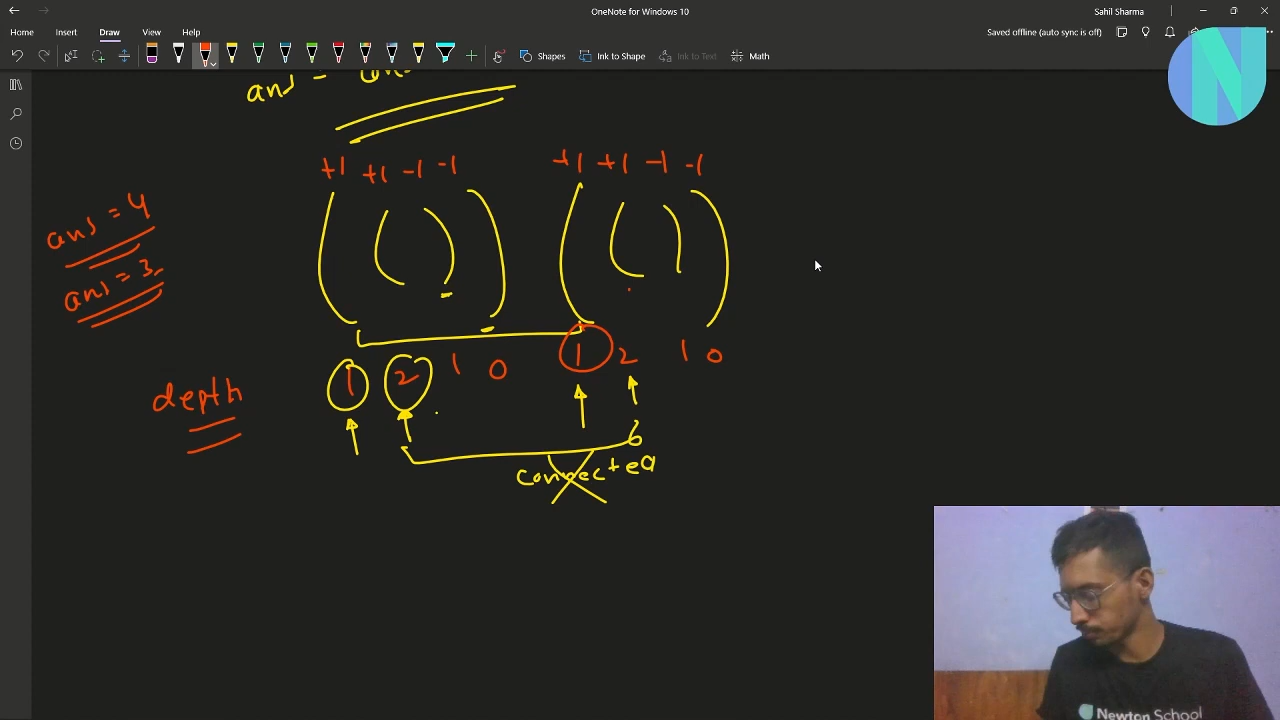 OneNote for Windows 10
Sahil Sharma
Home Insert Draw View Help
Saved offline (auto sync is off)
Shapes Ink to Shape Ink to Text Math
ans =
+1 +1 -1 -1 +1 +1 -1 -1
( ( ) ) ( ( ) )
ans = 4
ans = 3
1 2 1 0 1 2 1 0
depth
connected
Newton School